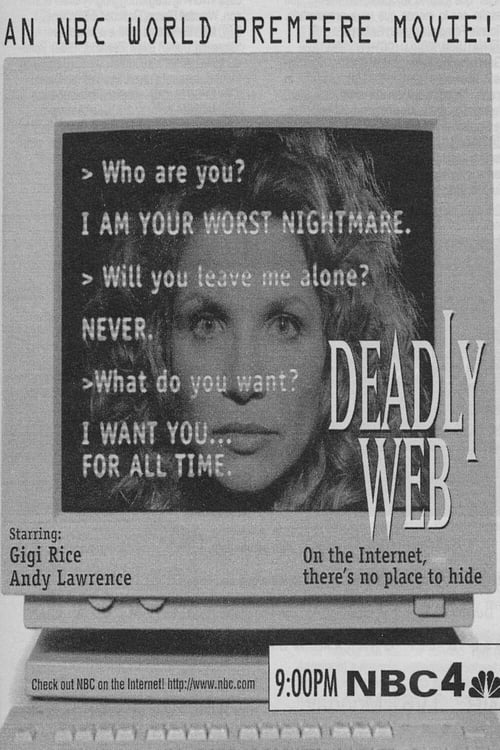 AN NBC WORLD PREMIERE MOVIE!
> Who are you?
I AM YOUR WORST NIGHTMARE.
> Will you leave me alone?
NEVER.
>What do you want?
I WANT YOU...
FOR ALL TIME.
DEADLY
WEB
Starring:
Gigi Rice
Andy Lawrence
On the Internet,
there's no place to hide
Check out NBC on the Internet! http://www.nbc.com
9:00PM NBC4